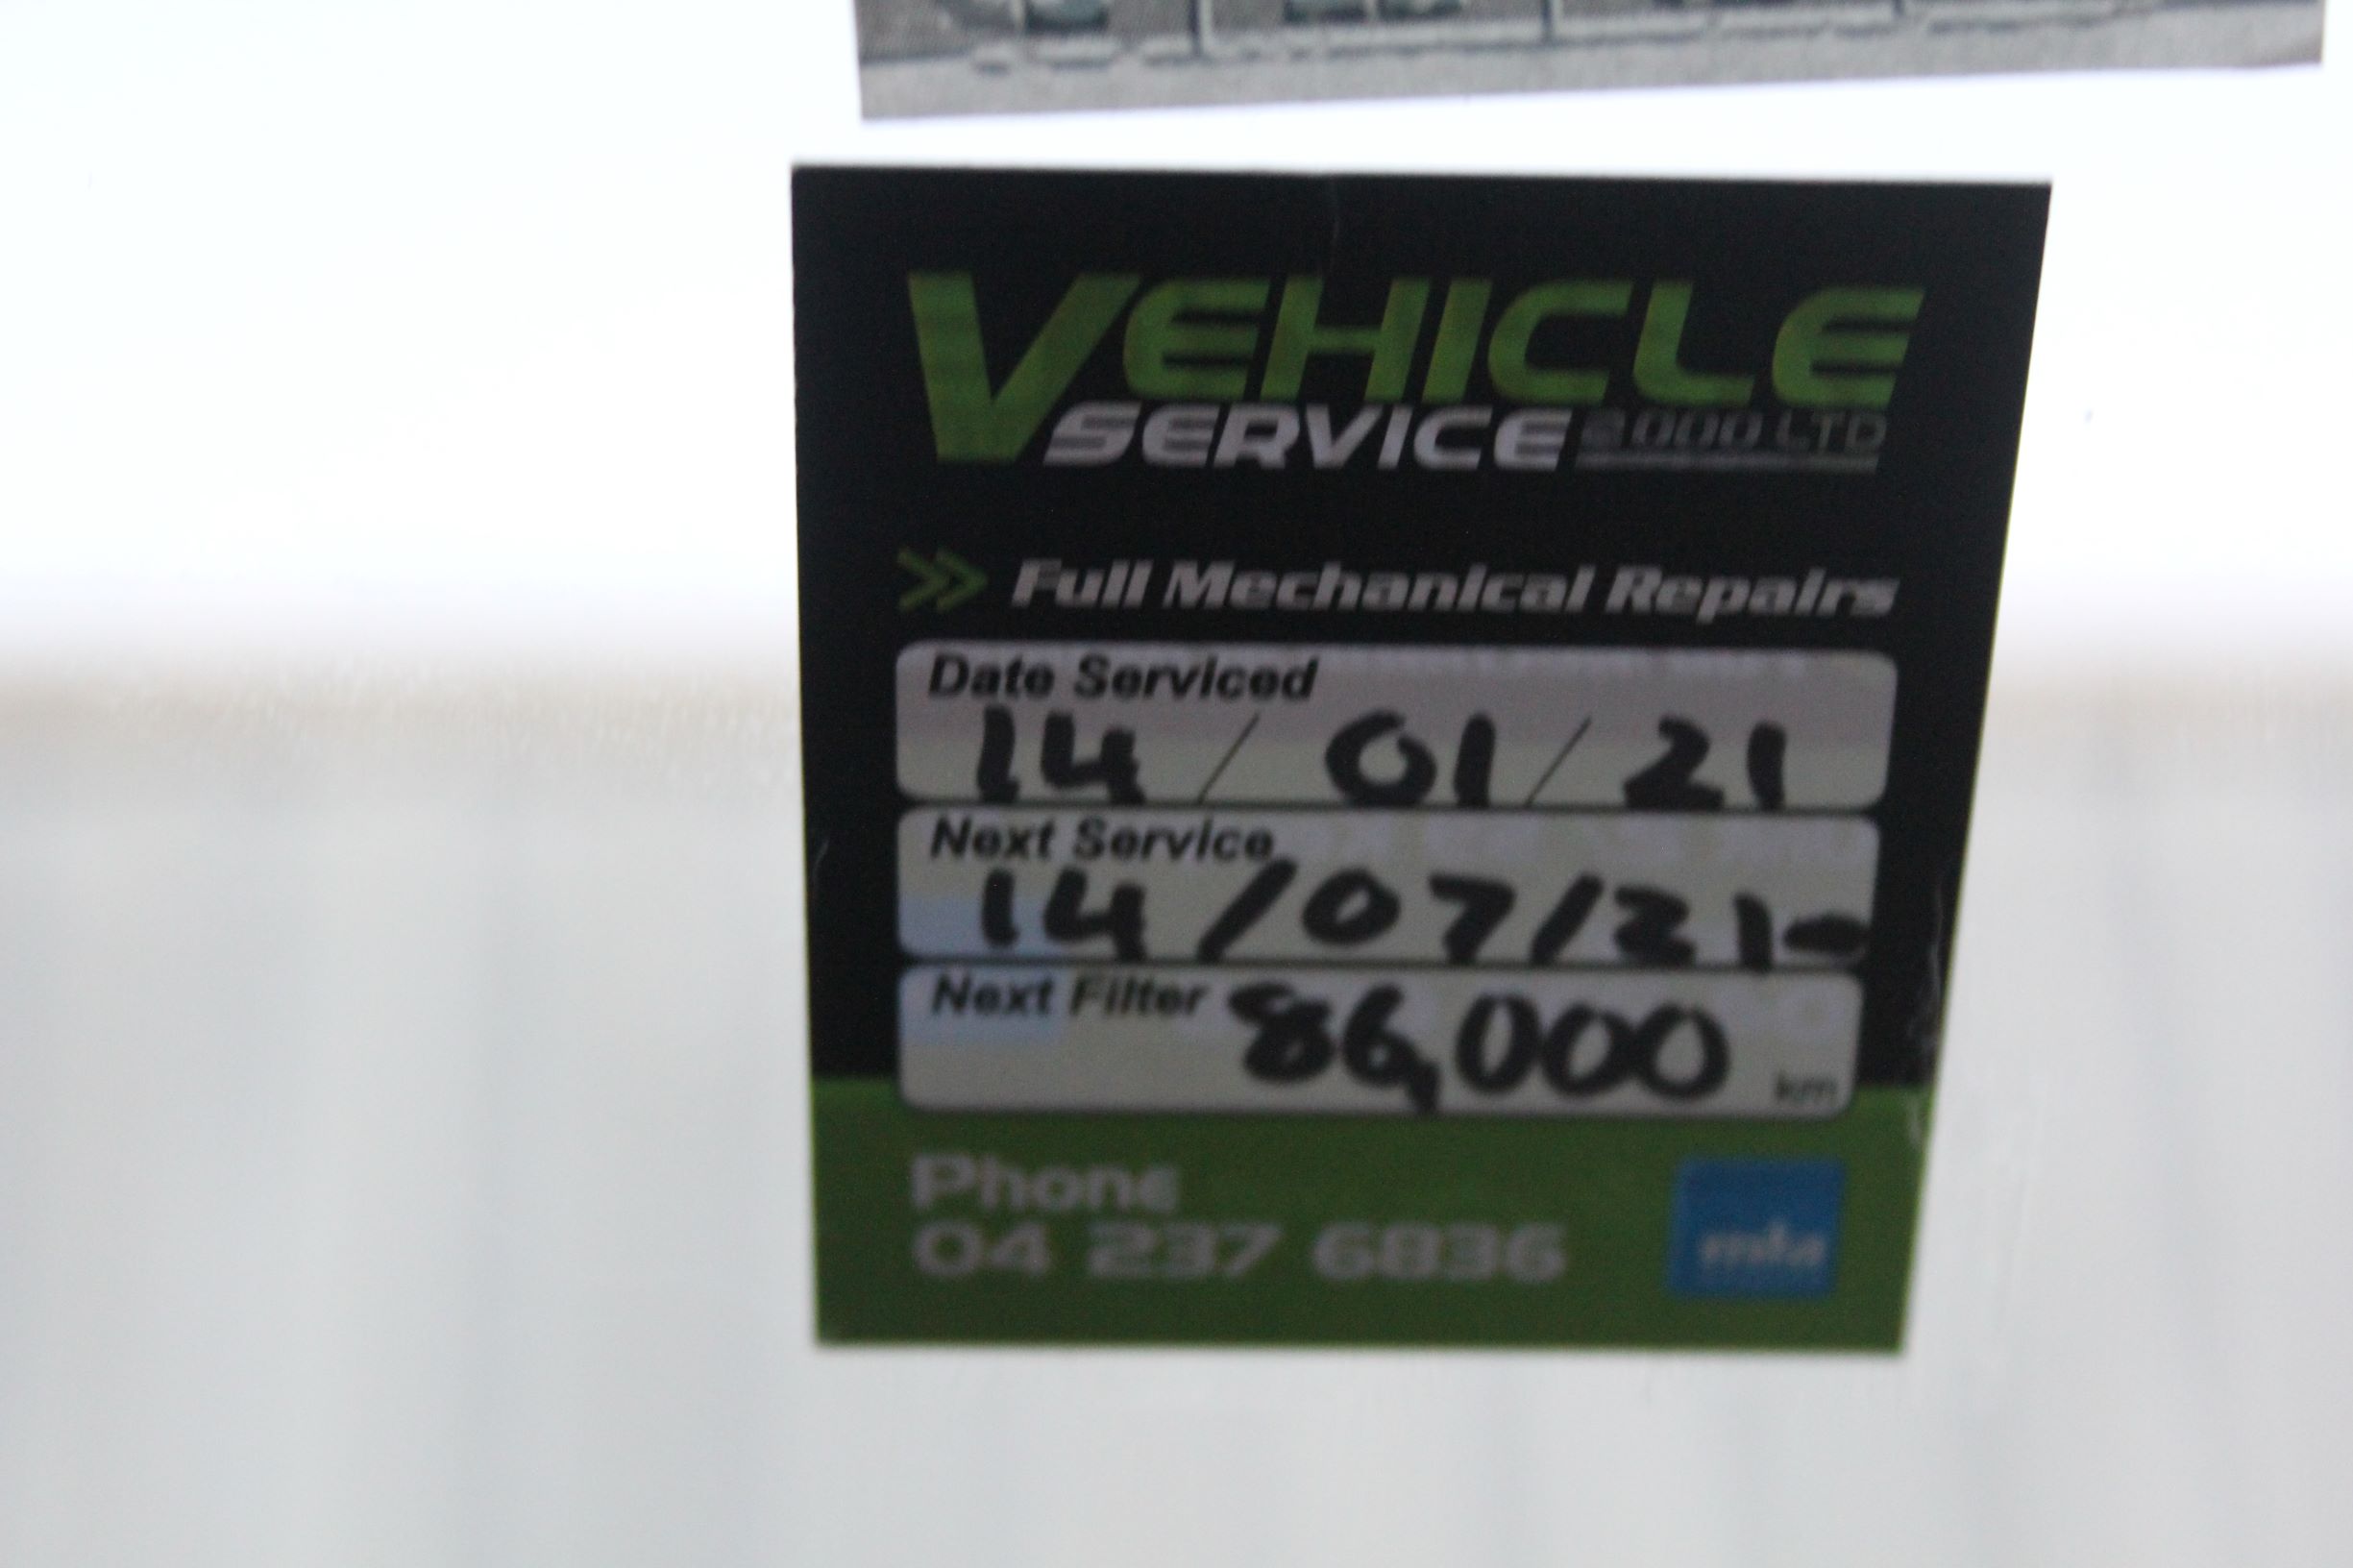 VEHICLE
SERVICE 2000 LTD
Full Mechanical Repairs
Date Serviced
14/01/21
Next Service
14/07/21-
Next Filter 86,000 km
Phone
04 237 6836
mta